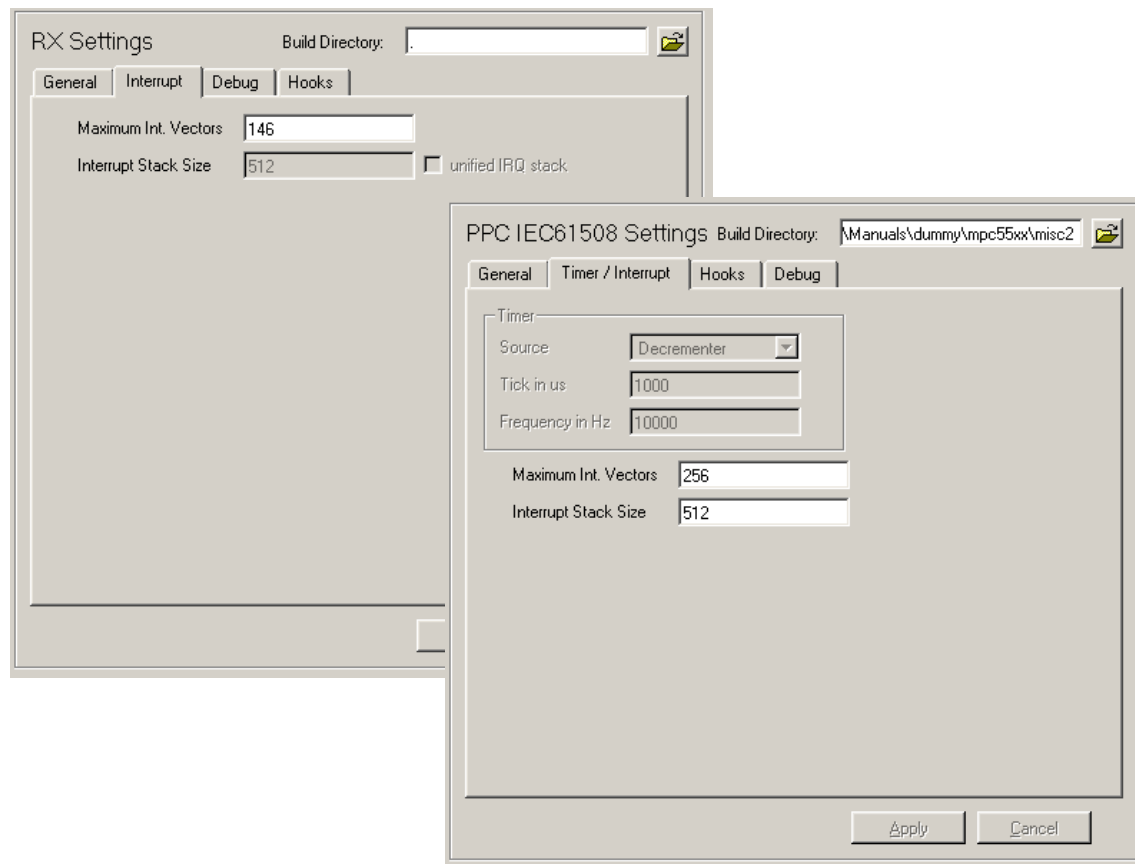 RX Settings Build Directory: .
General Interrupt Debug Hooks
Maximum Int. Vectors 146
Interrupt Stack Size 512 unified IRQ stack
PPC IEC61508 Settings Build Directory: \Manuals\dummy\mpc55xx\misc2
General Timer / Interrupt Hooks Debug
Timer
Source Decrementer
Tick in us 1000
Frequency in Hz 10000
Maximum Int. Vectors 256
Interrupt Stack Size 512
Apply Cancel